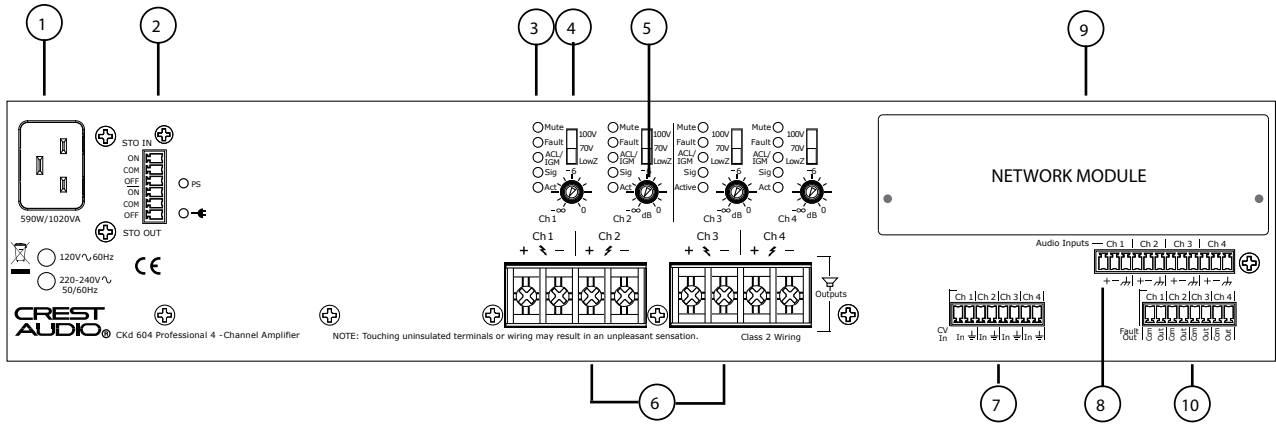 1
2
3
4
5
9
STO IN
ON
COM
OFF
ON
COM
OFF
STO OUT
PS
590W/1020VA
120V 60Hz
220-240V
50/60Hz
CE
CREST
AUDIO®
CKd 604 Professional 4 -Channel Amplifier
Mute
Fault
ACL/
IGM
Sig
Act
100V
70V
LowZ
-6
-∞
0
Ch 1
Mute
Fault
ACL/
IGM
Sig
Act
100V
70V
LowZ
-6
-∞
0
dB
Ch 2
Mute
Fault
ACL/
IGM
Sig
Active
100V
70V
LowZ
-6
-∞
0
dB
Ch 3
Mute
Fault
ACL/
IGM
Sig
Act
100V
70V
LowZ
-6
-∞
0
dB
Ch 4
Ch 1 Ch 2
+ − + −
Ch 3 Ch 4
+ − + −
Outputs
NOTE: Touching uninsulated terminals or wiring may result in an unpleasant sensation.
Class 2 Wiring
NETWORK MODULE
Audio Inputs Ch 1 Ch 2 Ch 3 Ch 4
+ − + − + − + −
Ch 1 Ch 2 Ch 3 Ch 4
CV
In
In In In In
Ch 1 Ch 2 Ch 3 Ch 4
Fault
Out
Com Out Com Out Com Out Com Out
6
7
8
10